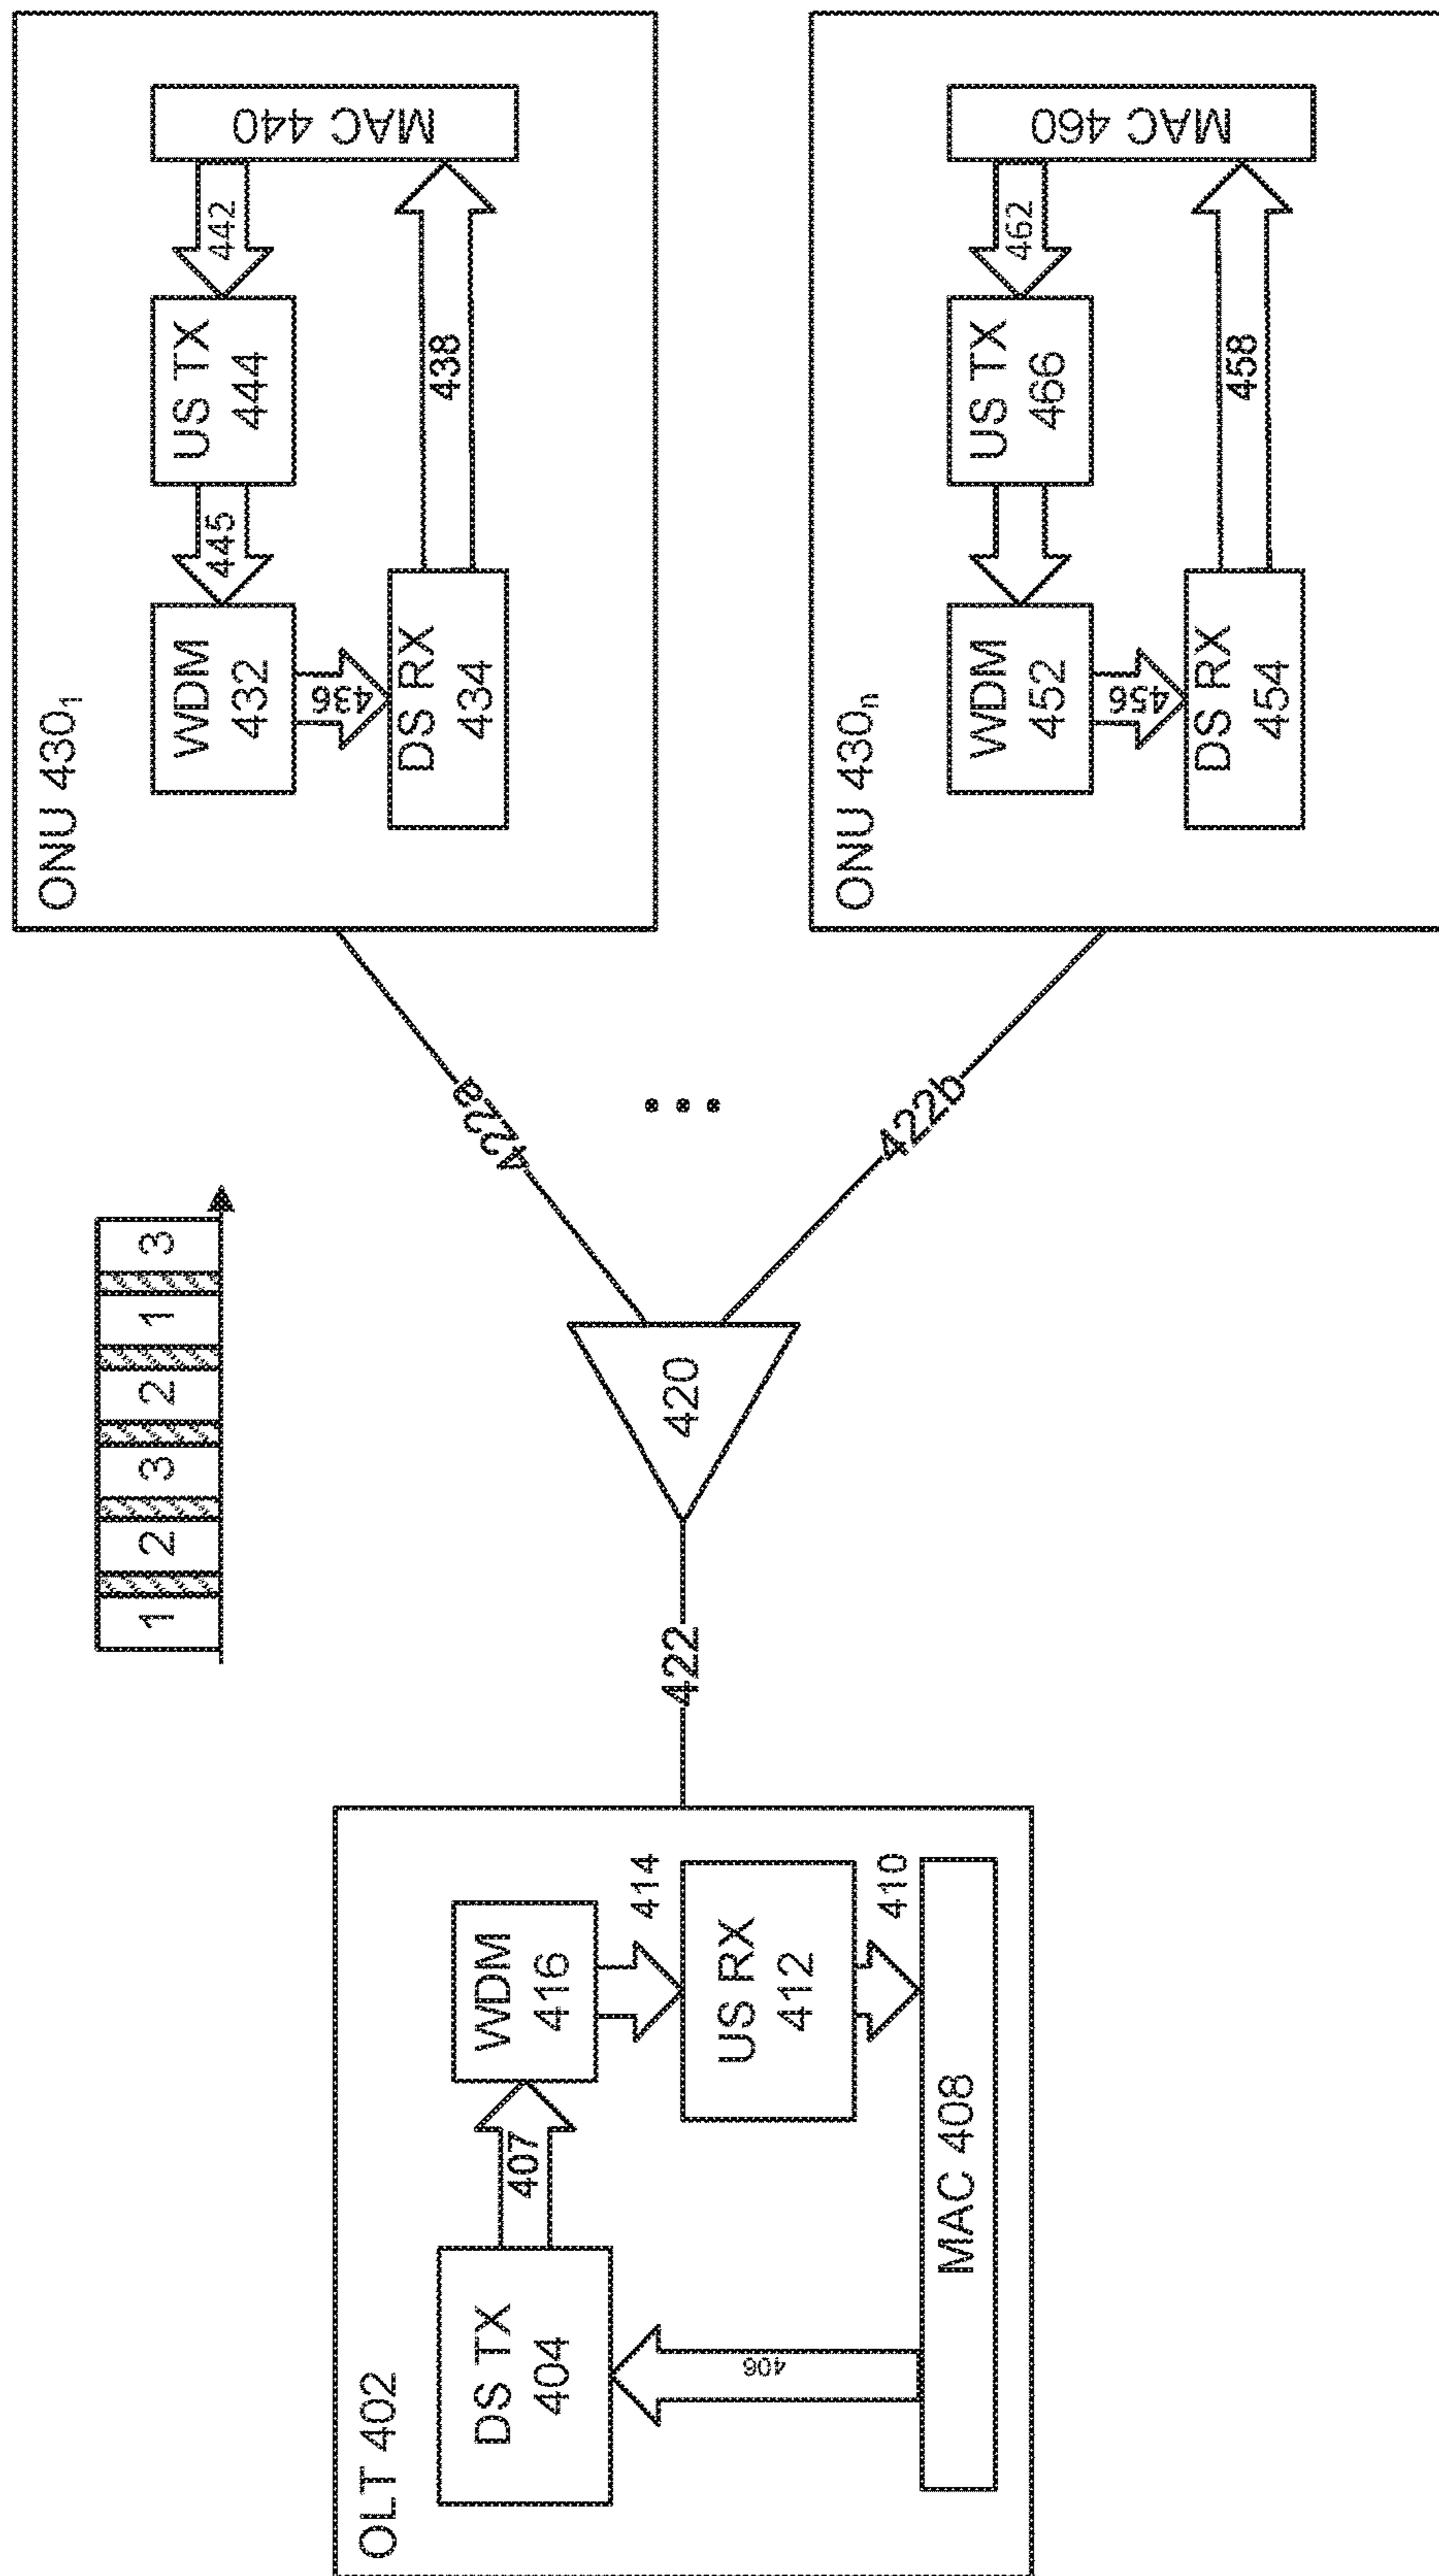 OLT 402
DS TX
404
407
WDM
416
414
US RX
412
410
406
MAC 408
422
1 2 3 2 1 3
420
422a
422b
ONU 430₁
WDM
432
445
US TX
444
442
MAC 440
436
DS RX
434
438
ONU 430ₙ
WDM
452
US TX
466
462
MAC 460
456
DS RX
454
458